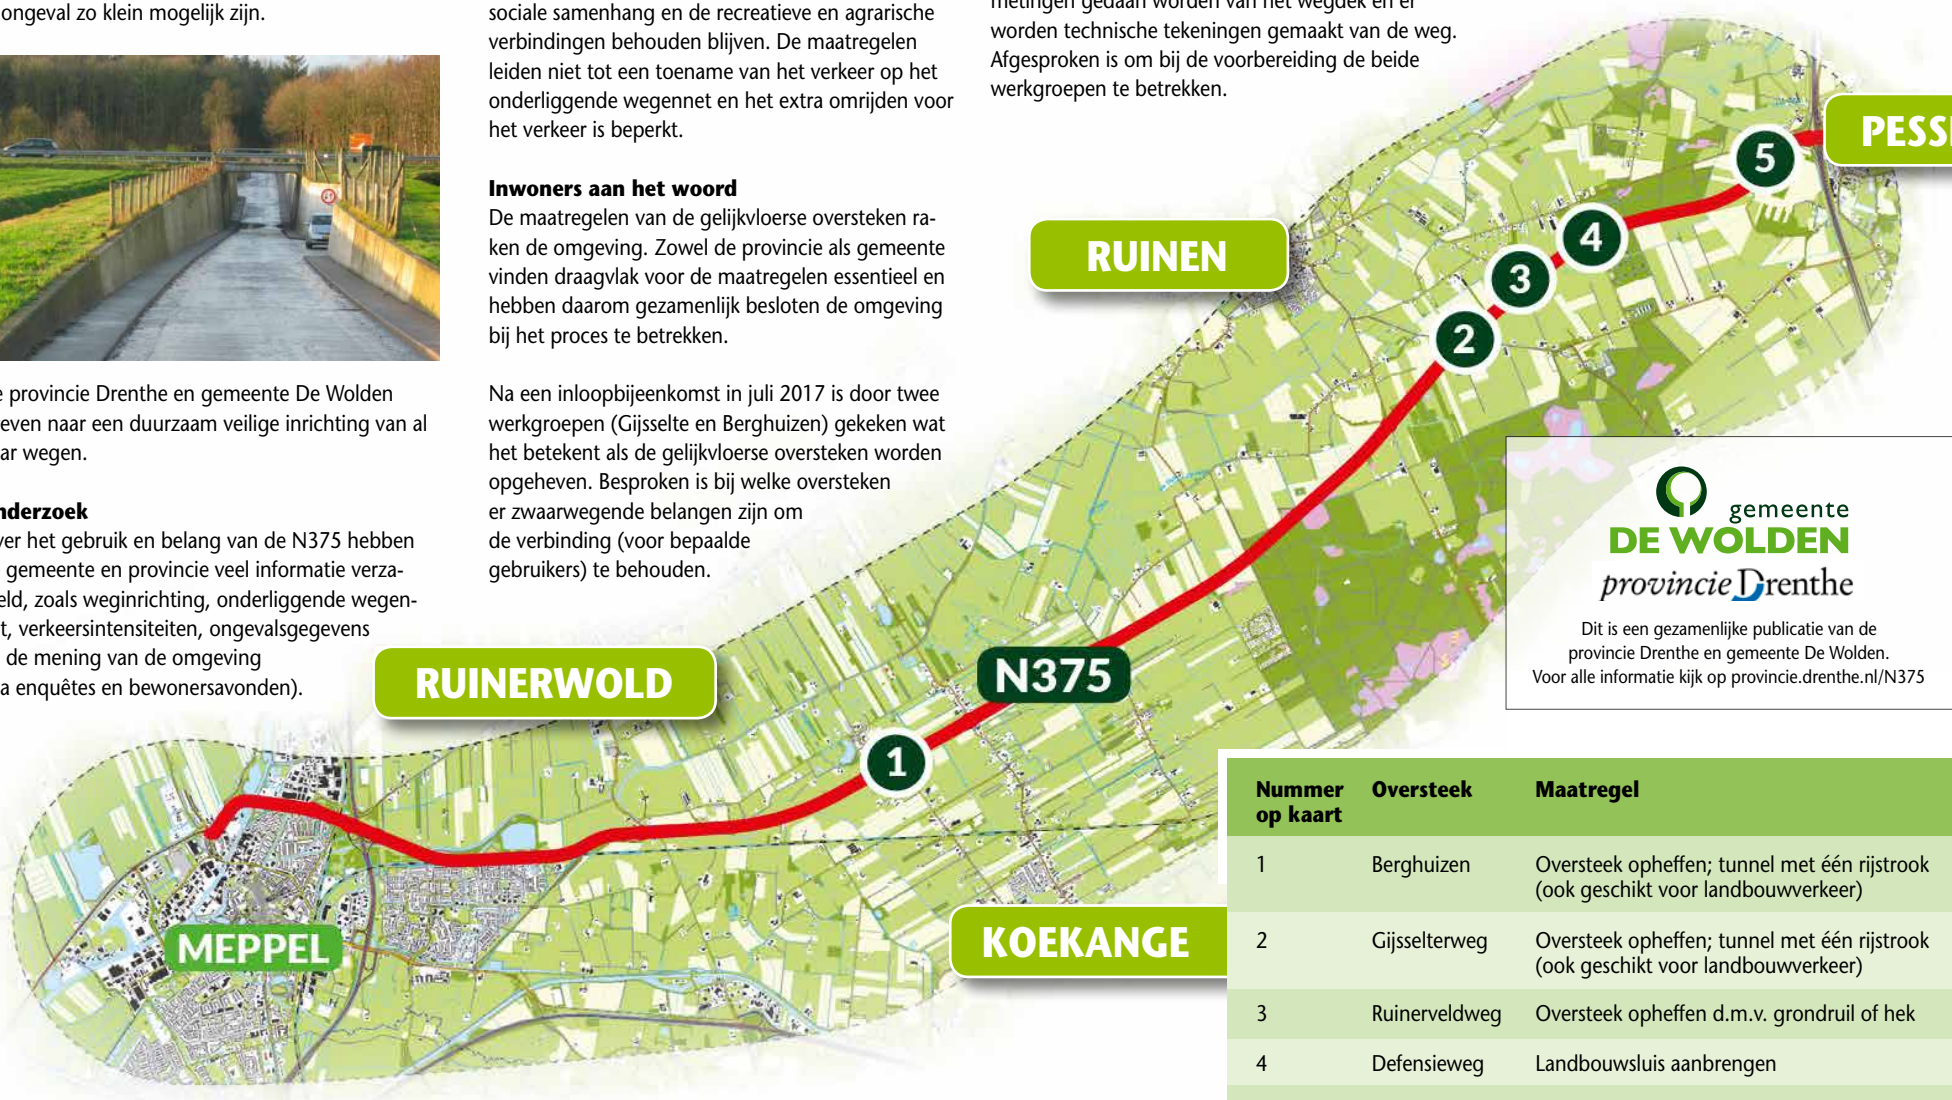 ongeval zo klein mogelijk zijn.
provincie Drenthe en gemeente De Wolden
even naar een duurzaam veilige inrichting van al
ar wegen.
nderzoek
er het gebruik en belang van de N375 hebben
gemeente en provincie veel informatie verza-
eld, zoals weginrichting, onderliggende wegen-
t, verkeersintensiteiten, ongevalsgegevens
de mening van de omgeving
a enquêtes en bewonersavonden).
sociale samenhang en de recreatieve en agrarische
verbindingen behouden blijven. De maatregelen
leiden niet tot een toename van het verkeer op het
onderliggende wegennet en het extra omrijden voor
het verkeer is beperkt.
Inwoners aan het woord
De maatregelen van de gelijkvloerse oversteken ra-
ken de omgeving. Zowel de provincie als gemeente
vinden draagvlak voor de maatregelen essentieel en
hebben daarom gezamenlijk besloten de omgeving
bij het proces te betrekken.
Na een inloopbijeenkomst in juli 2017 is door twee
werkgroepen (Gijsselte en Berghuizen) gekeken wat
het betekent als de gelijkvloerse oversteken worden
opgeheven. Besproken is bij welke oversteken
er zwaarwegende belangen zijn om
de verbinding (voor bepaalde
gebruikers) te behouden.
metingen gedaan worden van het wegdek en er
worden technische tekeningen gemaakt van de weg.
Afgesproken is om bij de voorbereiding de beide
werkgroepen te betrekken.
PESS
5
4
RUINEN
3
2
N375
RUINERWOLD
1
MEPPEL
KOEKANGE
gemeente
DE WOLDEN
provincie Drenthe
Dit is een gezamenlijke publicatie van de
provincie Drenthe en gemeente De Wolden.
Voor alle informatie kijk op provincie.drenthe.nl/N375
Nummer op kaart Oversteek Maatregel
1 Berghuizen Oversteek opheffen; tunnel met één rijstrook
(ook geschikt voor landbouwverkeer)
2 Gijsselterweg Oversteek opheffen; tunnel met één rijstrook
(ook geschikt voor landbouwverkeer)
3 Ruinerveldweg Oversteek opheffen d.m.v. grondruil of hek
4 Defensieweg Landbouwsluis aanbrengen